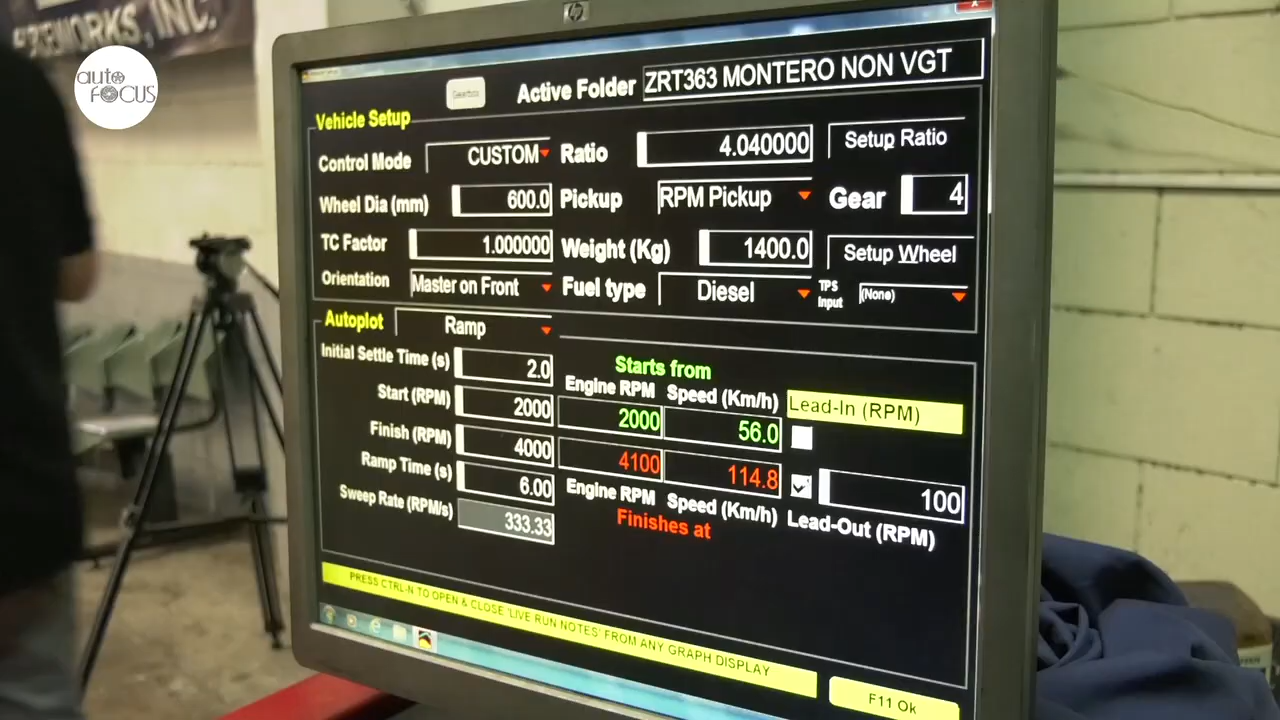 WORKS, INC.
auto
FOCUS
hp
Active Folder ZRT363 MONTERO NON VGT
Vehicle Setup
Control Mode CUSTOM Ratio 4.040000 Setup Ratio
Wheel Dia (mm) 600.0 Pickup RPM Pickup Gear 4
TC Factor 1.000000 Weight (Kg) 1400.0 Setup Wheel
Orientation Master on Front Fuel type Diesel TPS Input (None)
Autoplot Ramp
Initial Settle Time (s) 2.0 Starts from
Engine RPM Speed (Km/h) Lead-In (RPM)
Start (RPM) 2000 2000 56.0
Finish (RPM) 4000 4100 114.8 100
Ramp Time (s) 6.00 Engine RPM Speed (Km/h) Lead-Out (RPM)
Sweep Rate (RPM/s) 333.33 Finishes at
PRESS CTRL-N TO OPEN & CLOSE 'LIVE RUN NOTES' FROM ANY GRAPH DISPLAY
F11 Ok